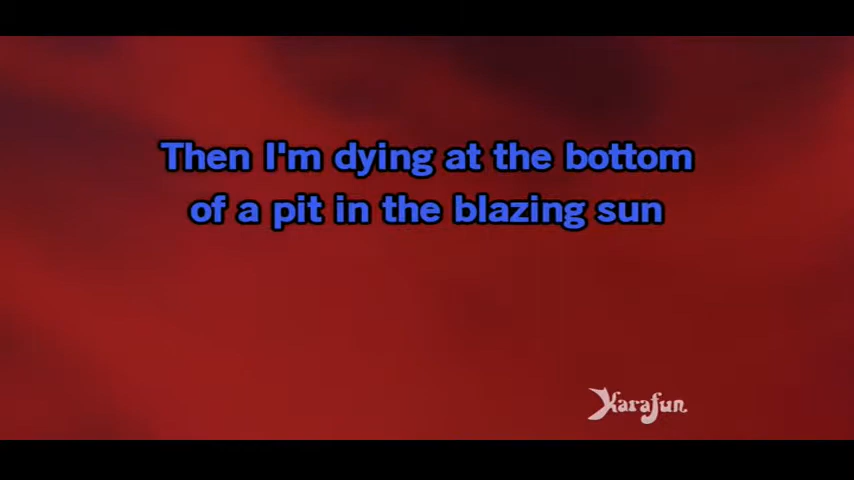 Then I'm dying at the bottom
of a pit in the blazing sun
Karafun